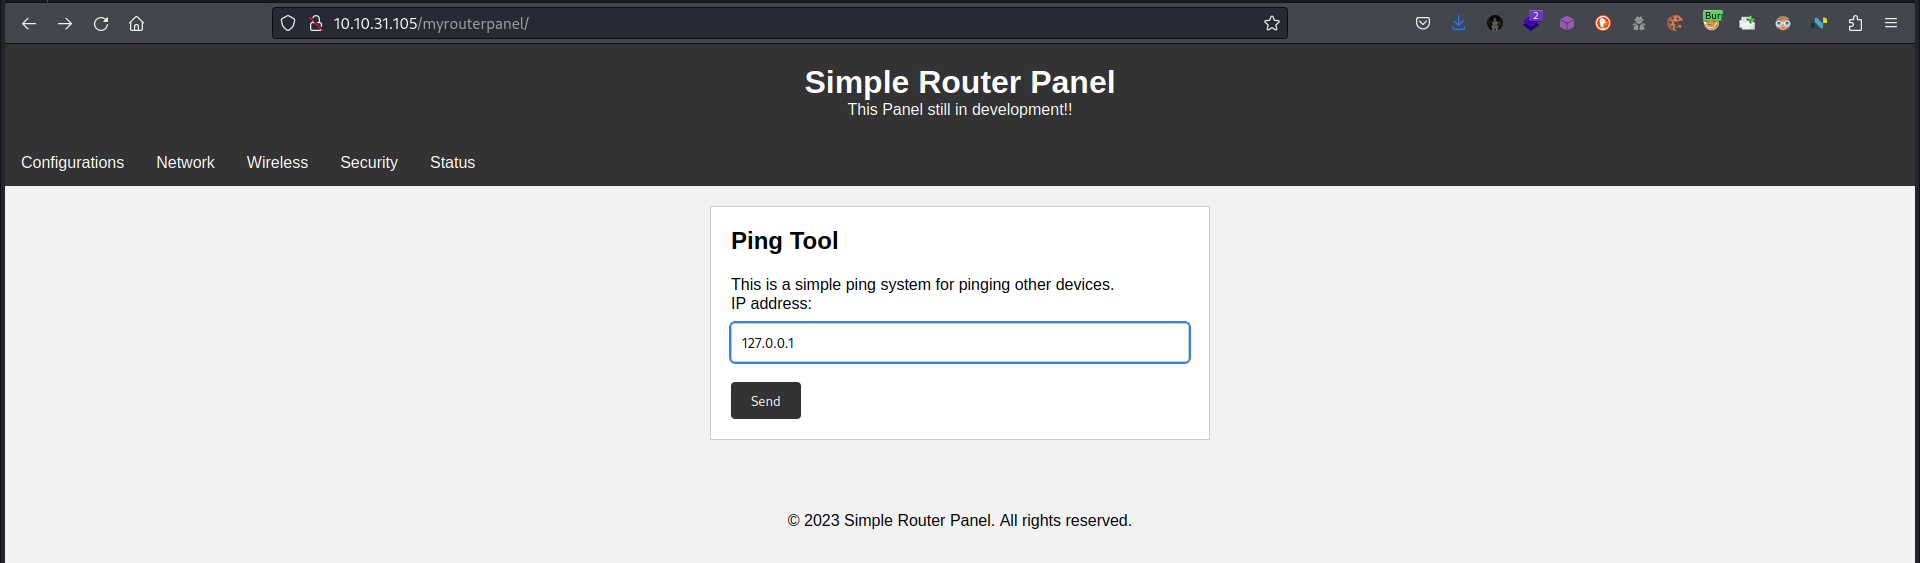 10.10.31.105/myrouterpanel/
2
Simple Router Panel
This Panel still in development!!
Configurations Network Wireless Security Status
Ping Tool
This is a simple ping system for pinging other devices.
IP address:
127.0.0.1
Send
© 2023 Simple Router Panel. All rights reserved.